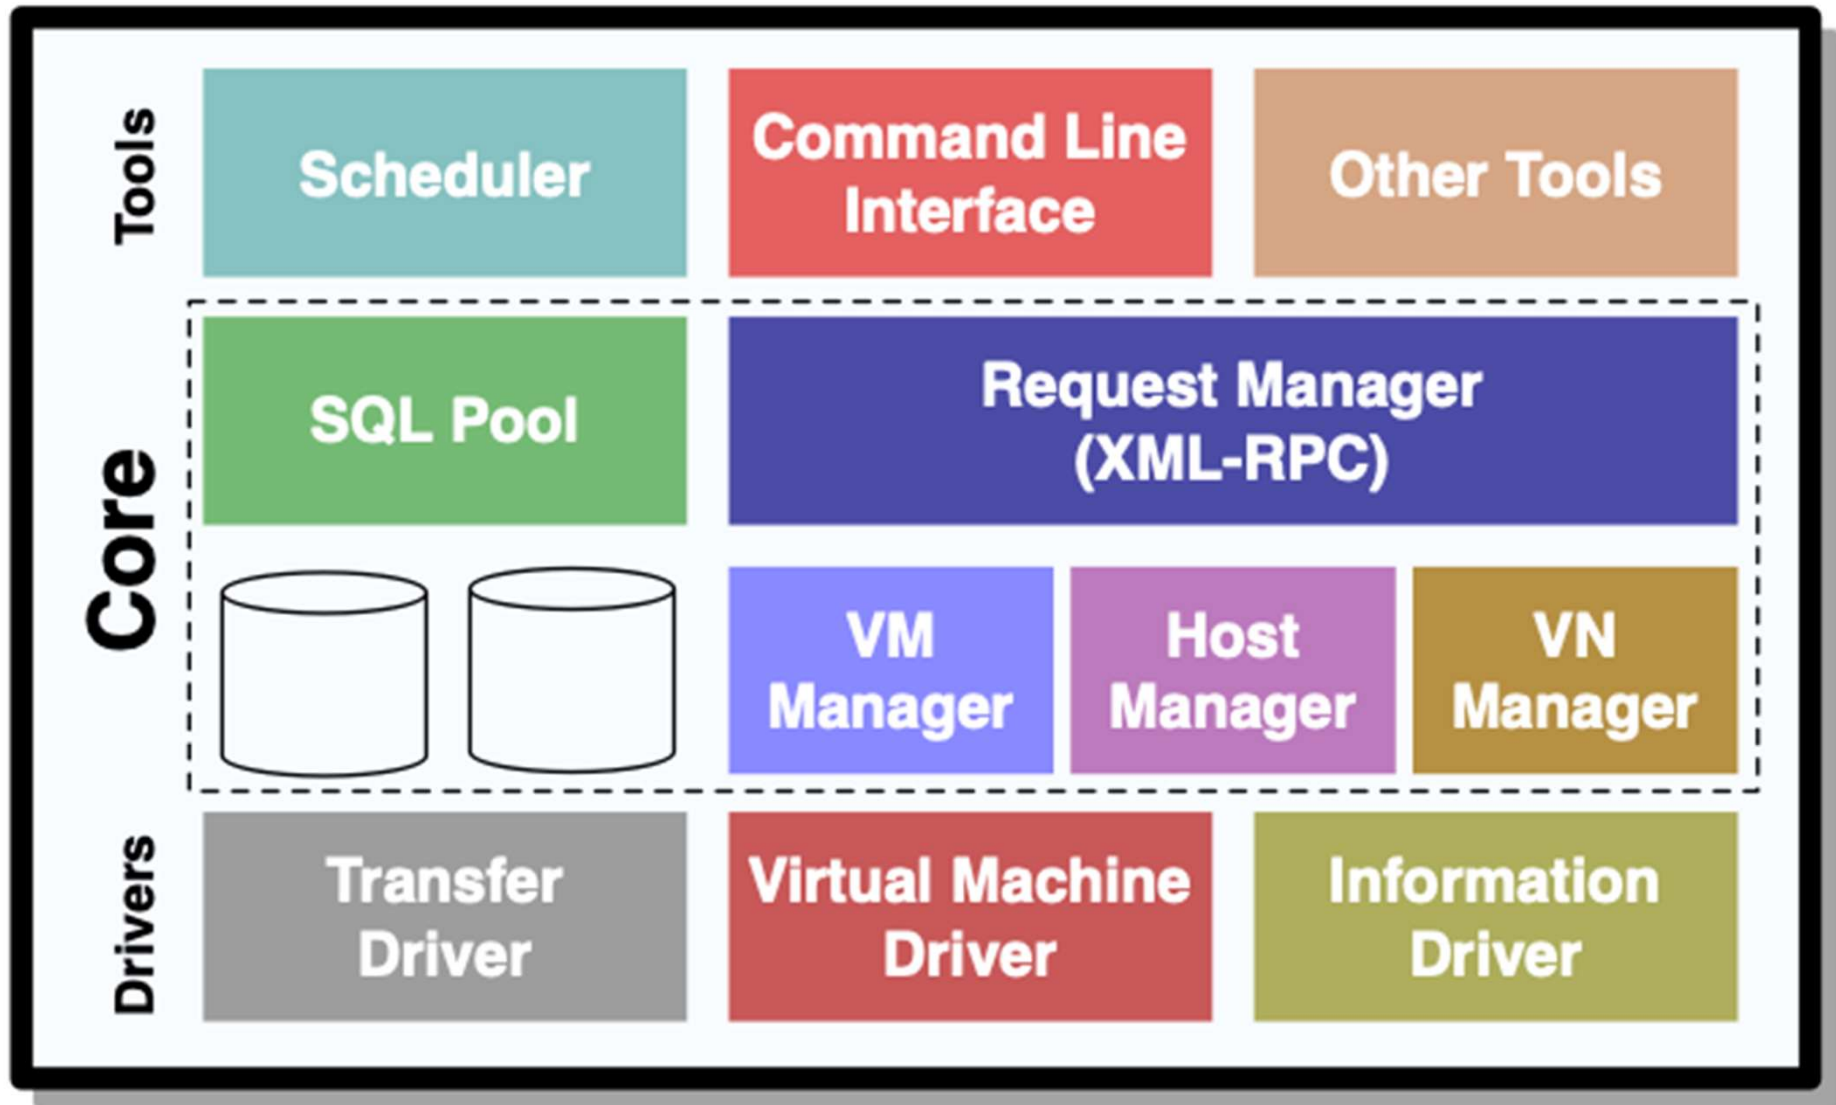 Tools
Scheduler
Command Line
Interface
Other Tools
Core
SQL Pool
Request Manager
(XML-RPC)
VM
Manager
Host
Manager
VN
Manager
Drivers
Transfer
Driver
Virtual Machine
Driver
Information
Driver